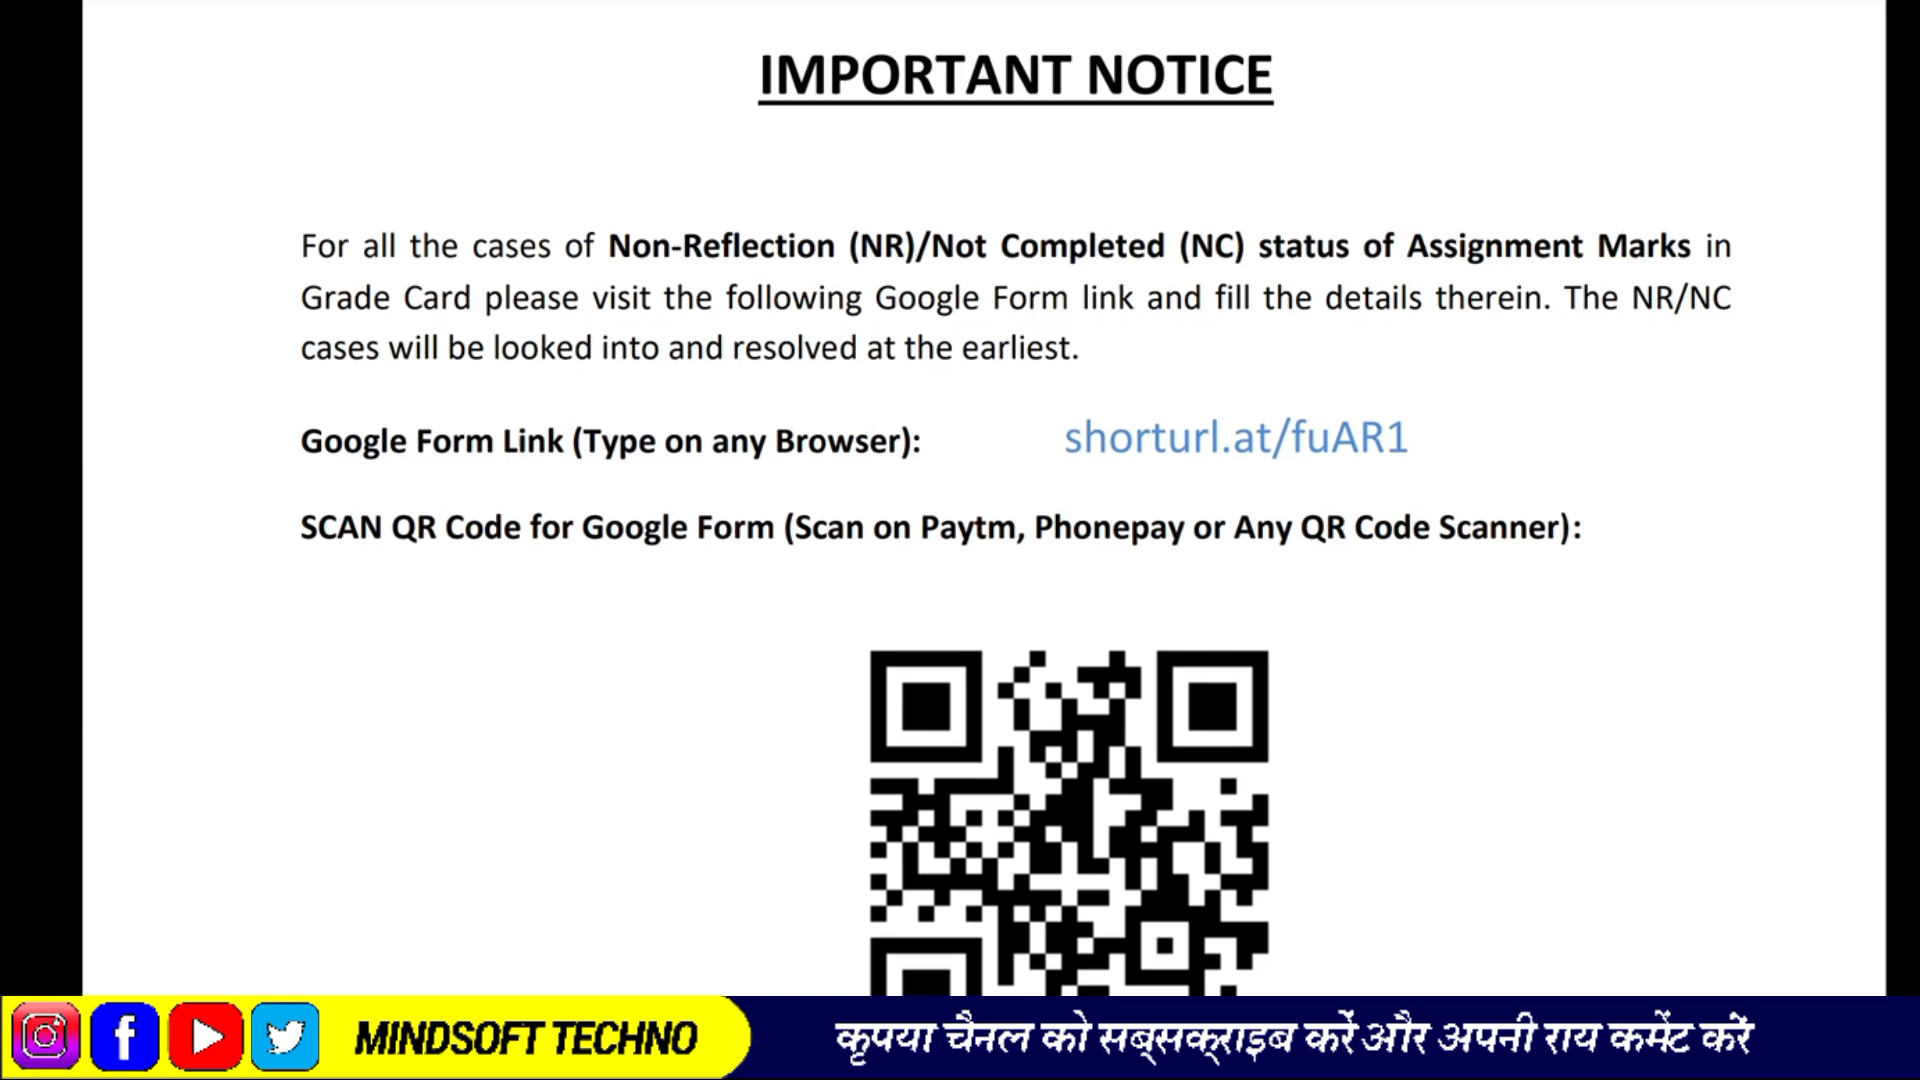 IMPORTANT NOTICE
For all the cases of Non-Reflection (NR)/Not Completed (NC) status of Assignment Marks in
Grade Card please visit the following Google Form link and fill the details therein. The NR/NC
cases will be looked into and resolved at the earliest.
Google Form Link (Type on any Browser): shorturl.at/fuAR1
SCAN QR Code for Google Form (Scan on Paytm, Phonepay or Any QR Code Scanner):
MINDSOFT TECHNO कृपया चैनल को सब्सक्राइब करें और अपनी राय कमेंट करें